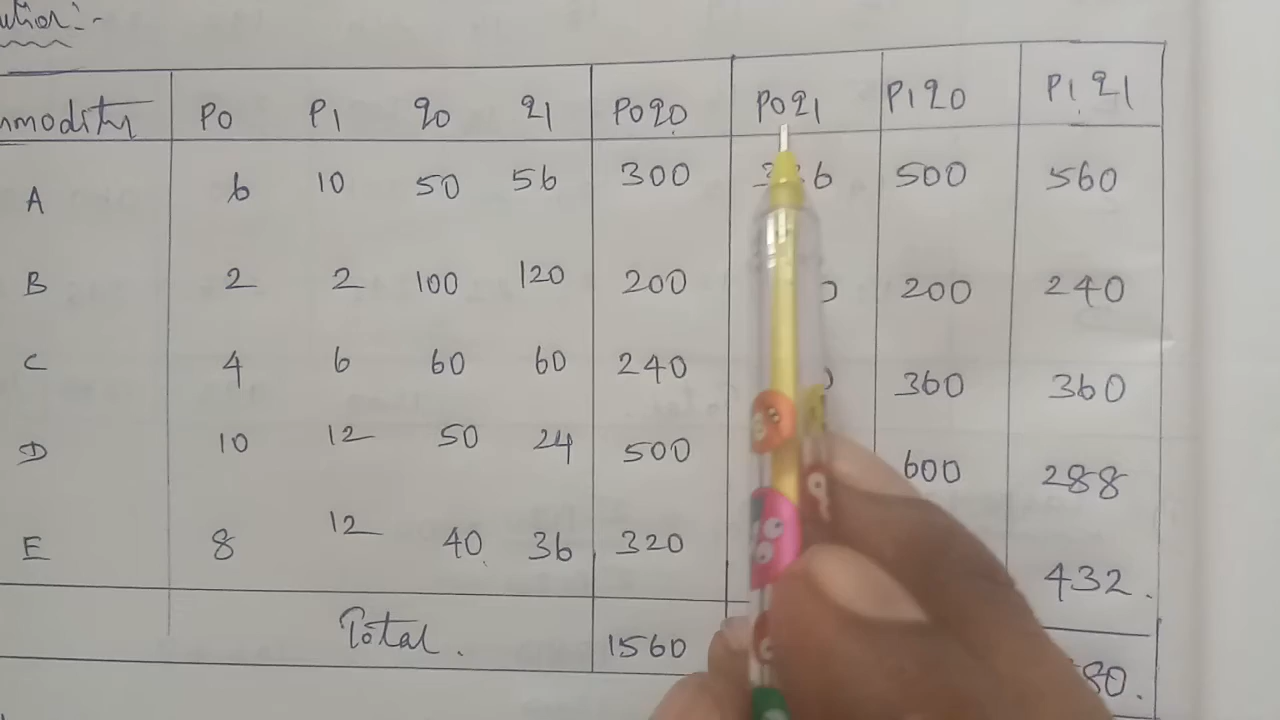 P0 P1 q0 q1 P0q0 P0q1 P1q0 P1q1
A 6 10 50 56 300 500 560
B 2 2 100 120 200 200 240
C 4 6 60 60 240 360 360
D 10 12 50 24 500 600 288
E 8 12 40 36 320 432.
Total. 1560